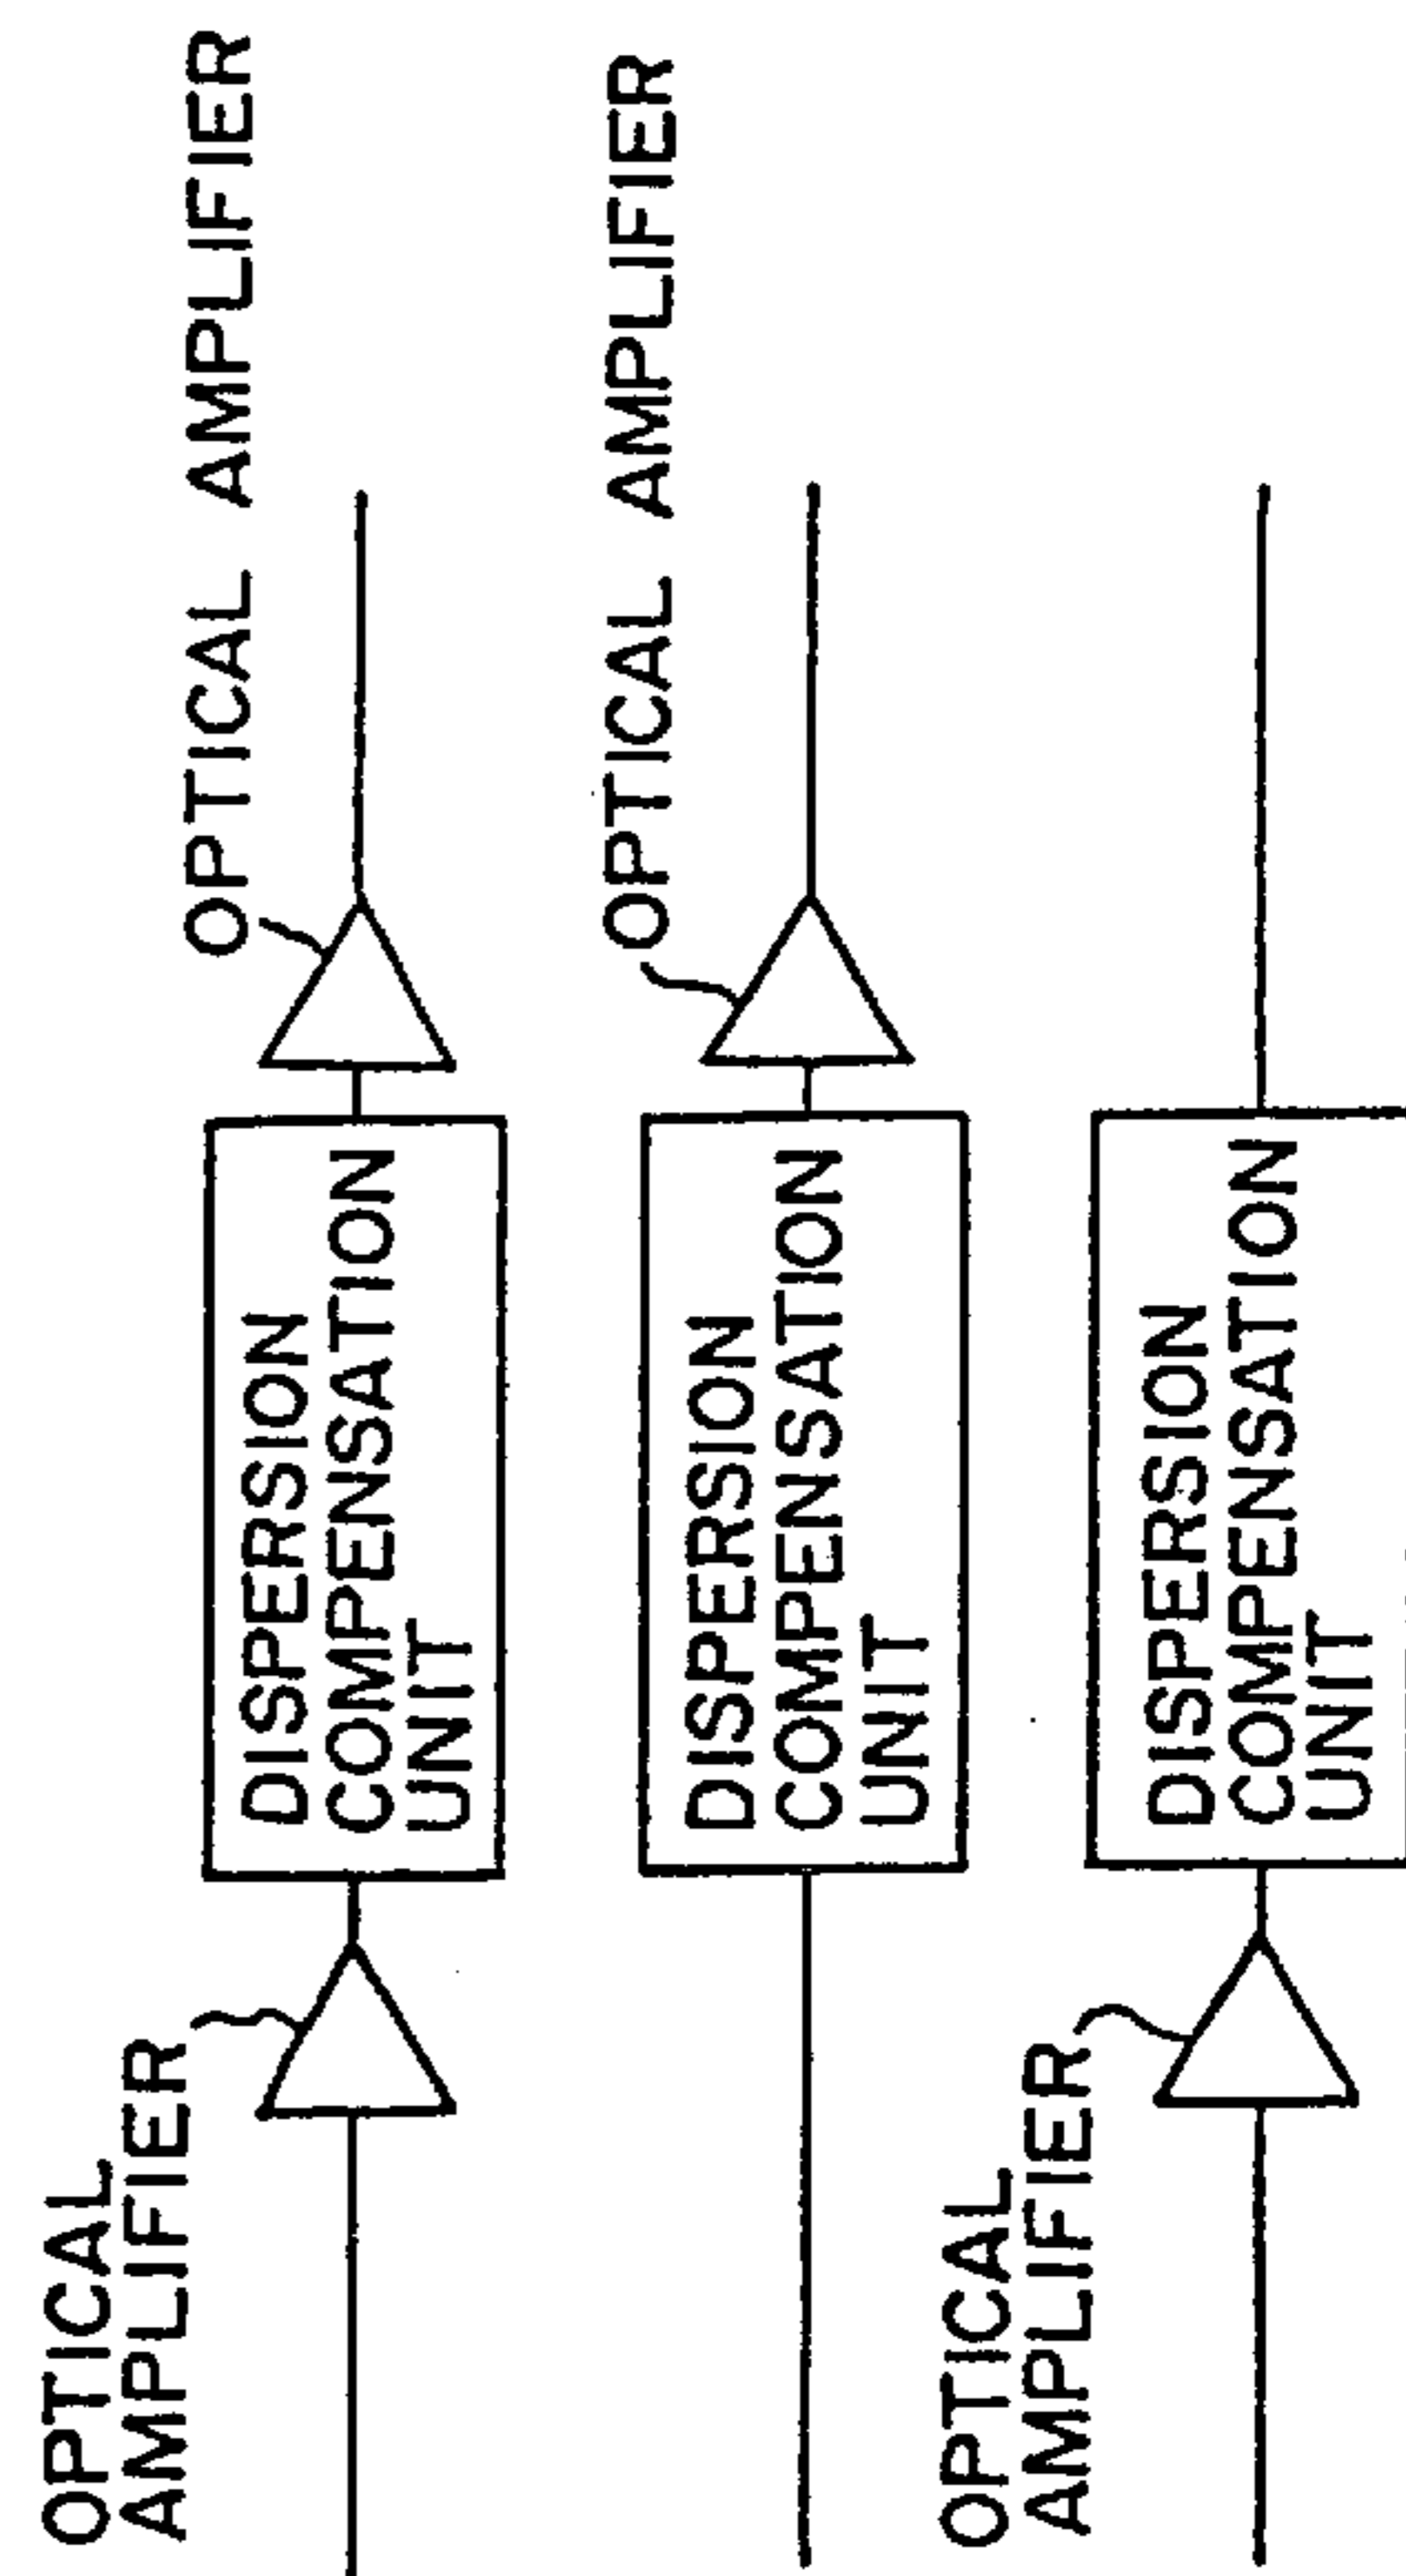 OPTICAL
AMPLIFIER
DISPERSION
COMPENSATION
UNIT
OPTICAL AMPLIFIER
DISPERSION
COMPENSATION
UNIT
OPTICAL AMPLIFIER
OPTICAL
AMPLIFIER
DISPERSION
COMPENSATION
UNIT